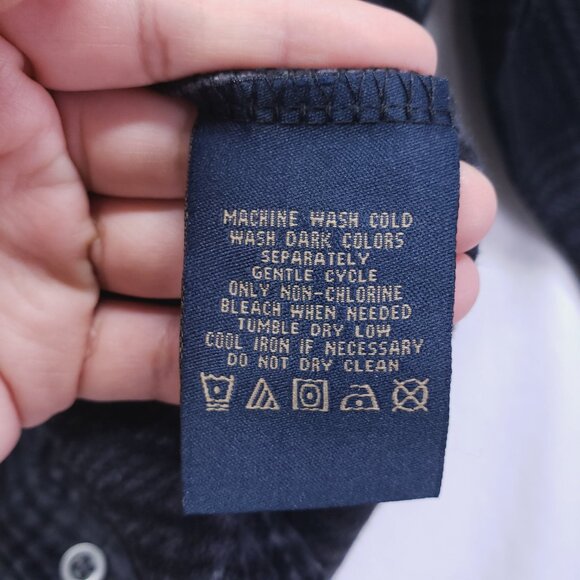 MACHINE WASH COLD
WASH DARK COLORS
SEPARATELY
GENTLE CYCLE
ONLY NON-CHLORINE
BLEACH WHEN NEEDED
TUMBLE DRY LOW
COOL IRON IF NECESSARY
DO NOT DRY CLEAN